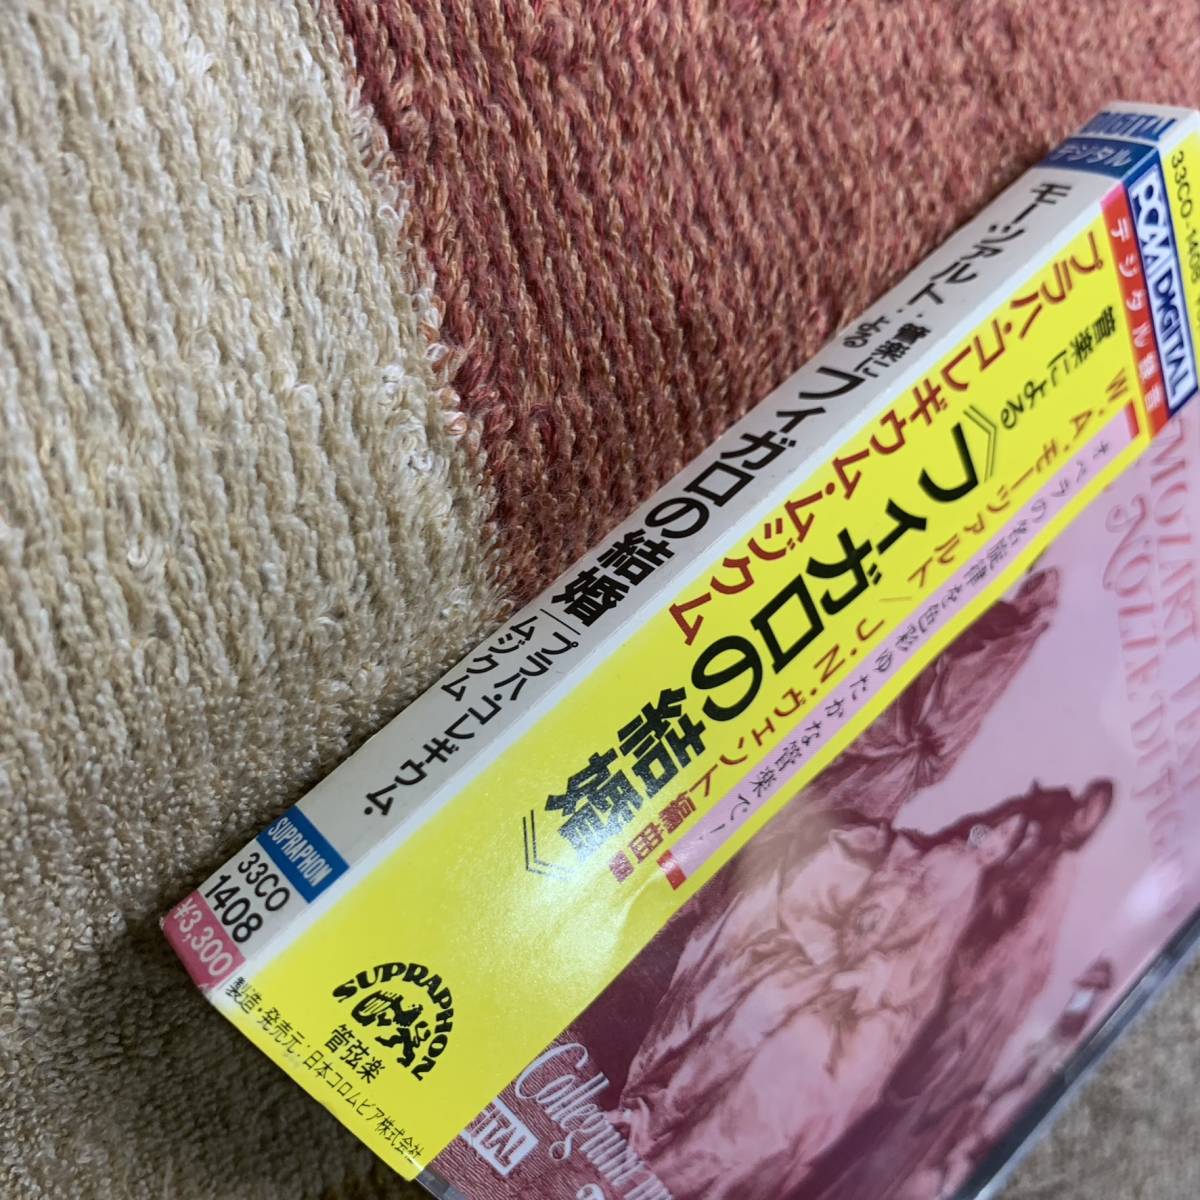 DIGITAL
デジタル
モーツァルト:管楽による
フィガロの結婚
プラハ・コレギウム・ムジクム
SUPRAPHON
33CO
1408
¥3,300
PCM DIGITAL
デジタル録音
プラハ・コレギウム・ムジクム
管楽による
《フィガロの結婚》
W.A.モーツァルト/J.N.ヴェント編曲
オペラの名旋律を色彩ゆたかな管楽で!
SUPRAPHON
管弦楽
製造・発売元:日本コロムビア株式会社
MOZART
NOZZE DI FIG
Collegium